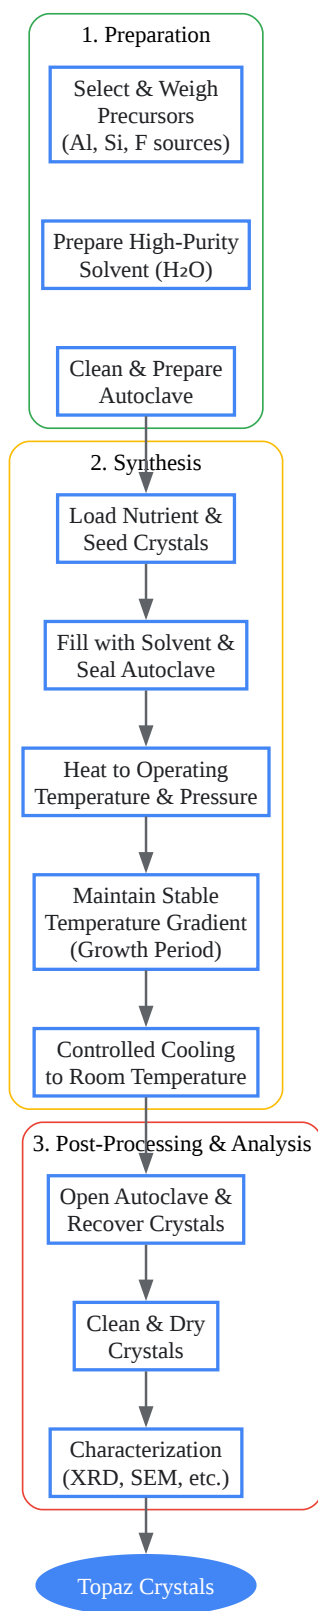 1. Preparation
Select & Weigh
Precursors
(Al, Si, F sources)
Prepare High-Purity
Solvent (H₂O)
Clean & Prepare
Autoclave
2. Synthesis
Load Nutrient &
Seed Crystals
Fill with Solvent &
Seal Autoclave
Heat to Operating
Temperature & Pressure
Maintain Stable
Temperature Gradient
(Growth Period)
Controlled Cooling
to Room Temperature
3. Post-Processing & Analysis
Open Autoclave &
Recover Crystals
Clean & Dry
Crystals
Characterization
(XRD, SEM, etc.)
Topaz Crystals